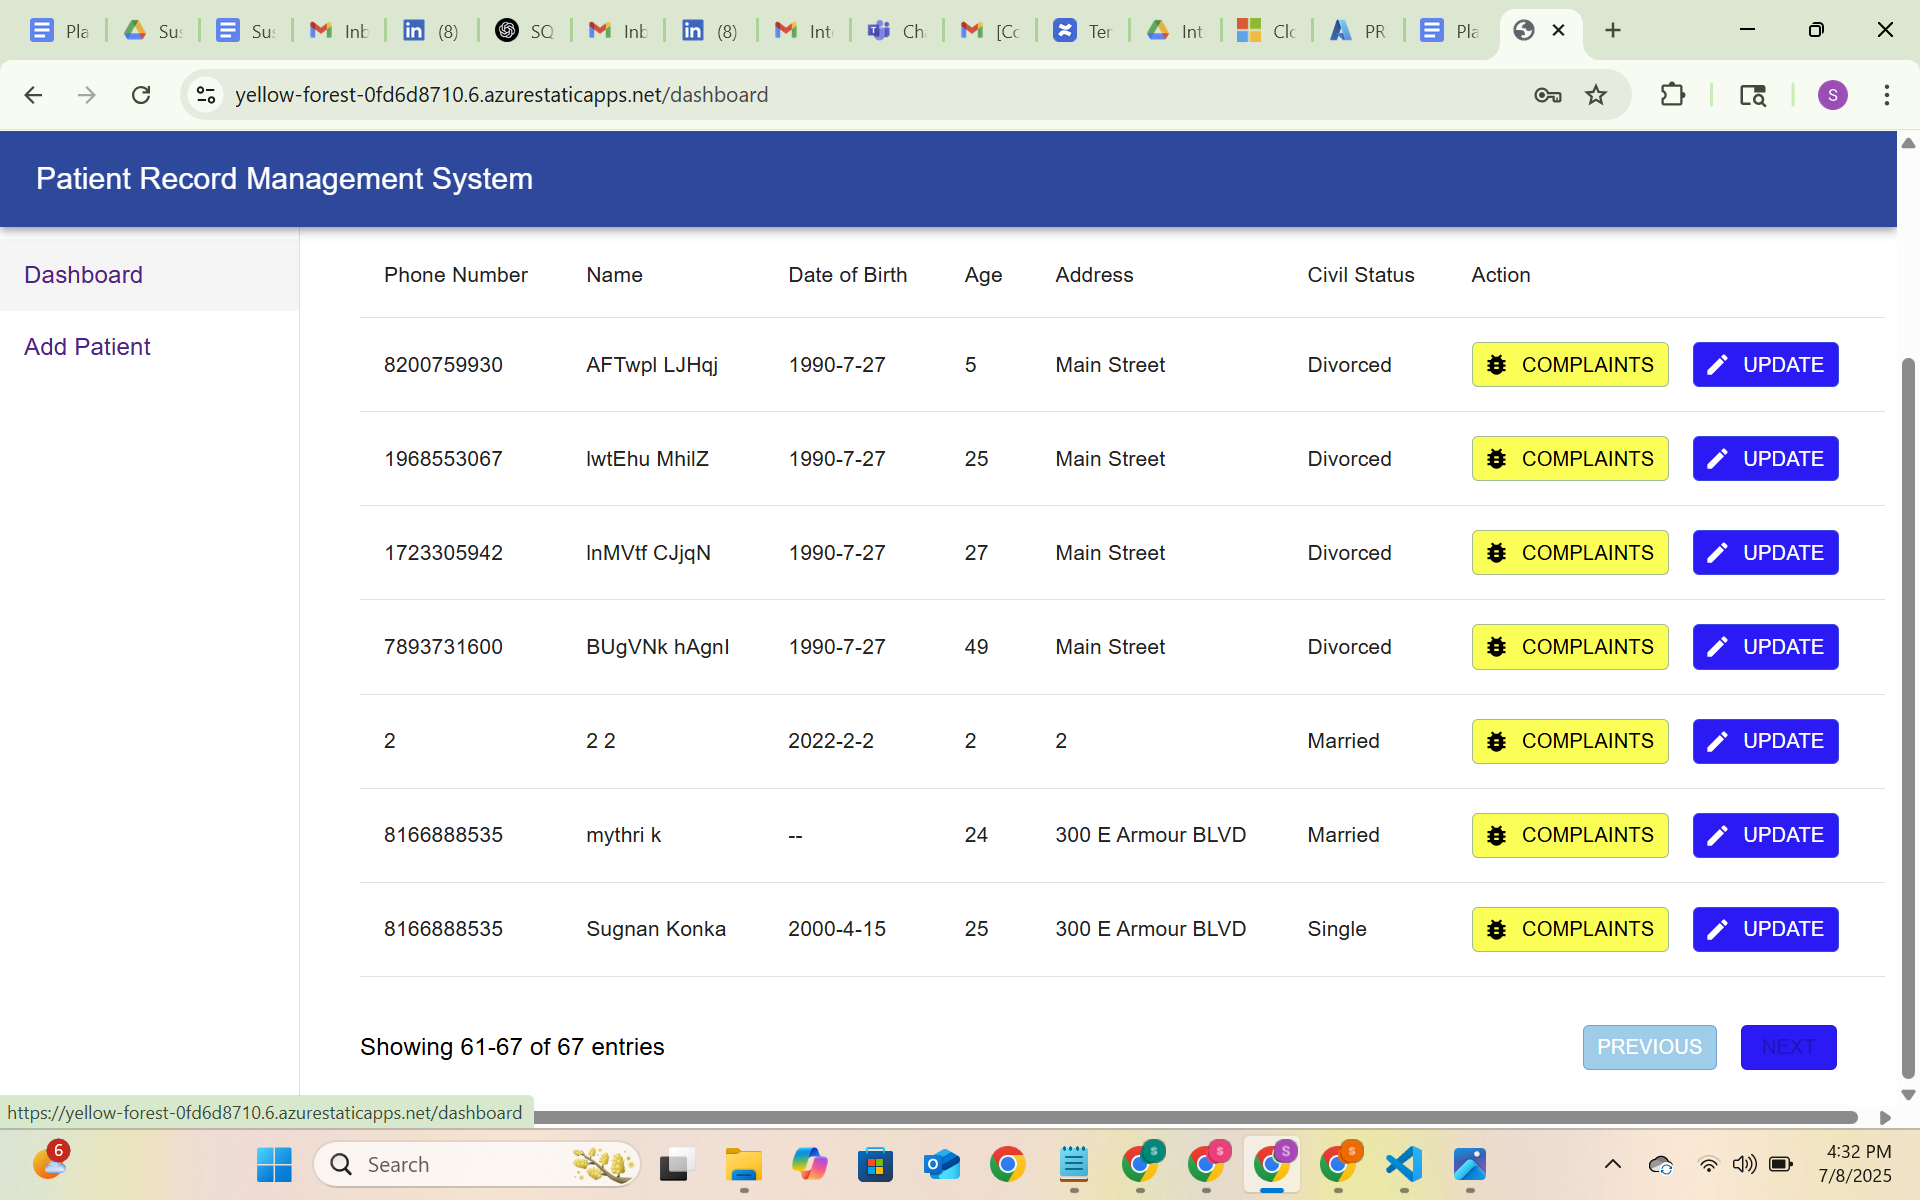 Pla
Sus
Sus
Inb
(8)
SQ
Inb
(8)
Int
Ch
[Co
Ter
Int
Clo
PR
Pla
yellow-forest-0fd6d8710.6.azurestaticapps.net/dashboard
S
Patient Record Management System
Dashboard
Add Patient
Phone Number Name Date of Birth Age Address Civil Status Action
8200759930 AFTwpl LJHqj 1990-7-27 5 Main Street Divorced COMPLAINTS UPDATE
1968553067 lwtEhu MhilZ 1990-7-27 25 Main Street Divorced COMPLAINTS UPDATE
1723305942 lnMVtf CJjqN 1990-7-27 27 Main Street Divorced COMPLAINTS UPDATE
7893731600 BUgVNk hAgnI 1990-7-27 49 Main Street Divorced COMPLAINTS UPDATE
2 2 2 2022-2-2 2 2 Married COMPLAINTS UPDATE
8166888535 mythri k -- 24 300 E Armour BLVD Married COMPLAINTS UPDATE
8166888535 Sugnan Konka 2000-4-15 25 300 E Armour BLVD Single COMPLAINTS UPDATE
Showing 61-67 of 67 entries PREVIOUS NEXT
https://yellow-forest-0fd6d8710.6.azurestaticapps.net/dashboard
6
Search
S
S
S
S
4:32 PM
7/8/2025